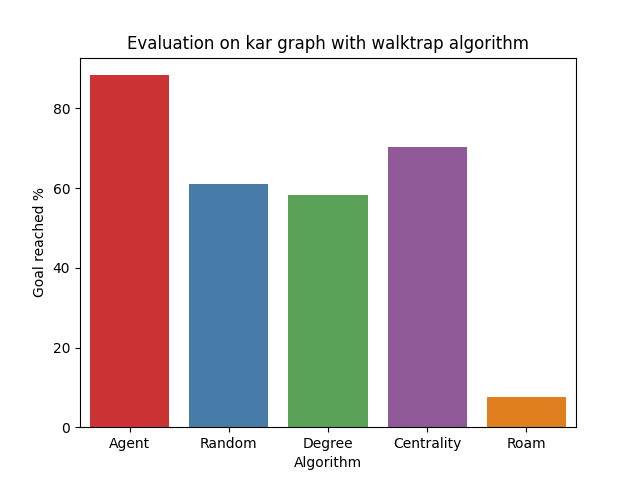 Evaluation on kar graph with walktrap algorithm
Goal reached %
80
60
40
20
0
Agent Random Degree Centrality Roam
Algorithm